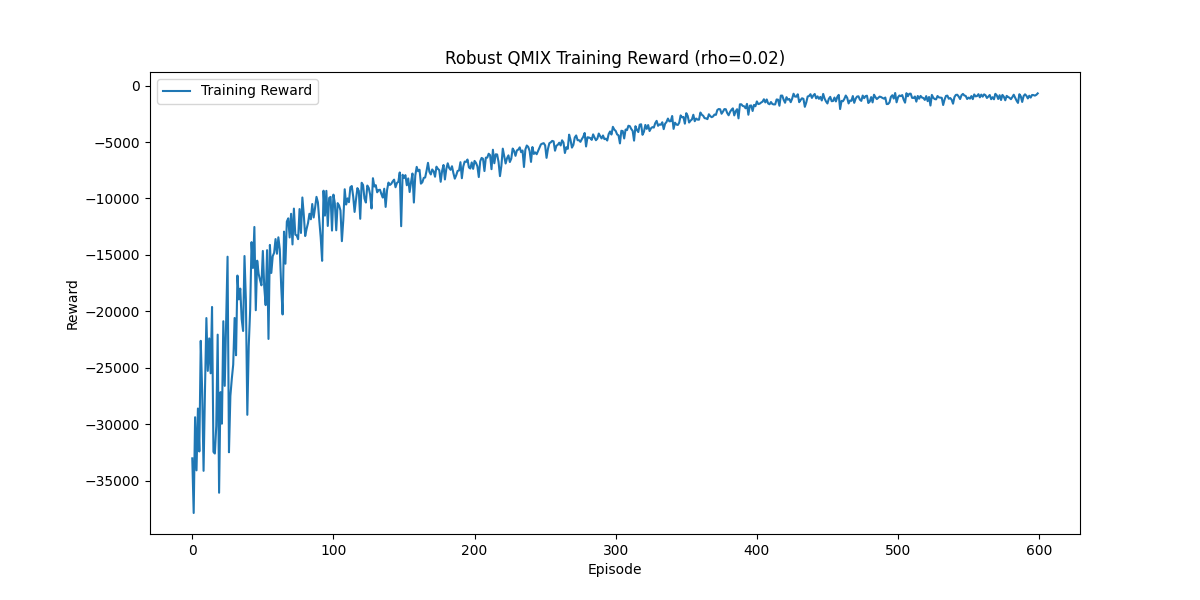 Robust QMIX Training Reward (rho=0.02)
Training Reward
0
−5000
−10000
−15000
−20000
−25000
−30000
−35000
Reward
0 100 200 300 400 500 600
Episode